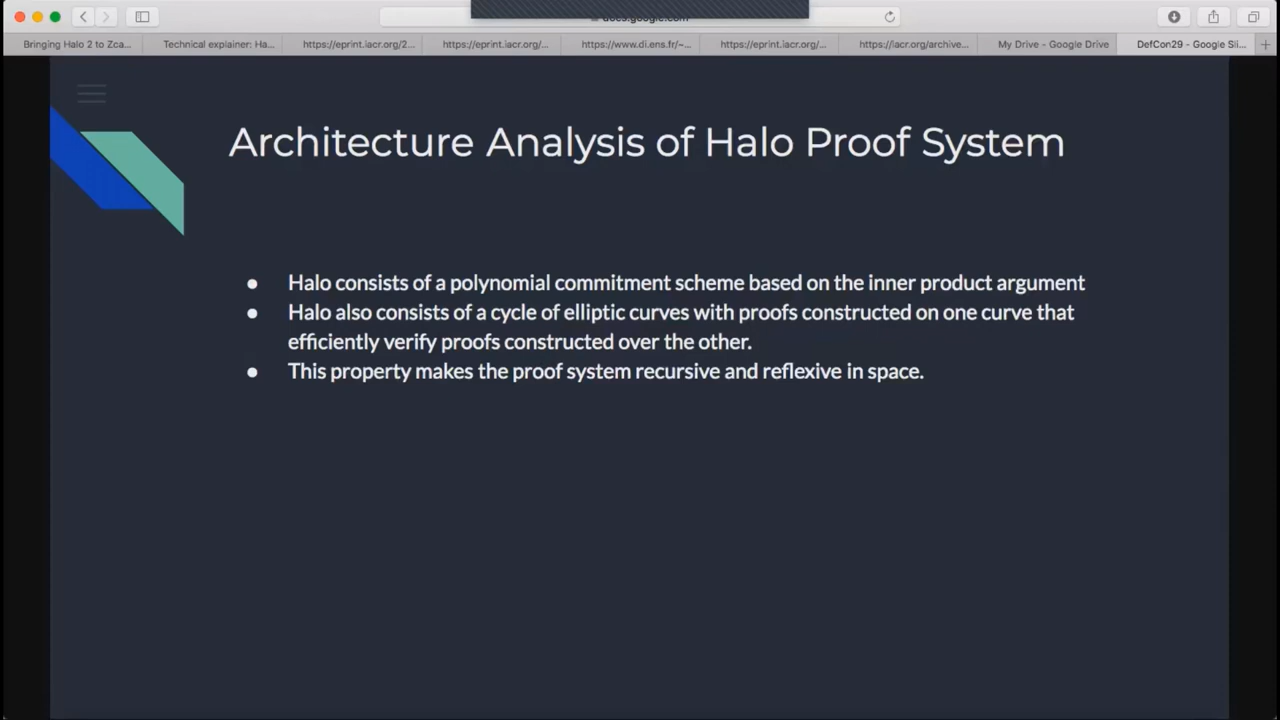 docs.google.com
Bringing Halo 2 to Zca...
Technical explainer: Ha...
https://eprint.iacr.org/2...
https://eprint.iacr.org/...
https://www.di.ens.fr/~...
https://eprint.iacr.org/...
https://iacr.org/archive...
My Drive - Google Drive
DefCon29 - Google Sli...
Architecture Analysis of Halo Proof System
● Halo consists of a polynomial commitment scheme based on the inner product argument
● Halo also consists of a cycle of elliptic curves with proofs constructed on one curve that
efficiently verify proofs constructed over the other.
● This property makes the proof system recursive and reflexive in space.